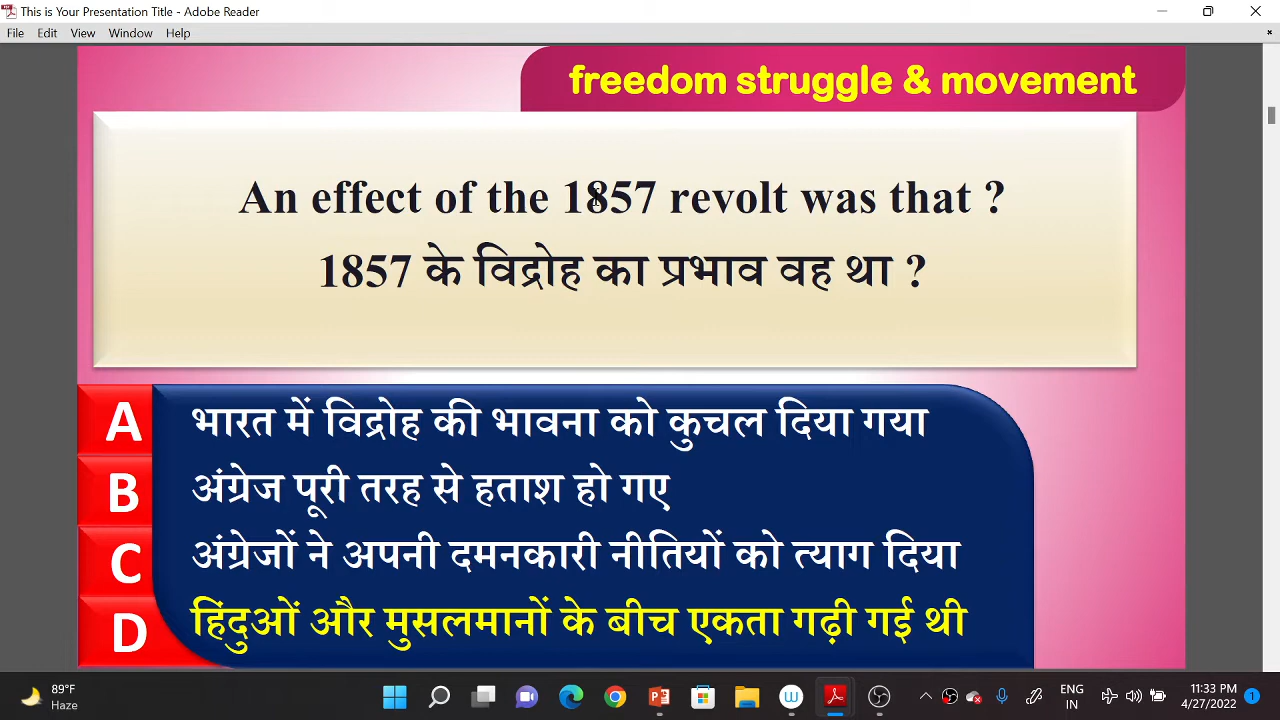 This is Your Presentation Title - Adobe Reader
File Edit View Window Help
freedom struggle & movement
An effect of the 1857 revolt was that ?
1857 के विद्रोह का प्रभाव वह था ?
A भारत में विद्रोह की भावना को कुचल दिया गया
B अंग्रेज पूरी तरह से हताश हो गए
C अंग्रेजों ने अपनी दमनकारी नीतियों को त्याग दिया
D हिंदुओं और मुसलमानों के बीच एकता गढ़ी गई थी
89°F
Haze
ENG
IN
11:33 PM
4/27/2022
1